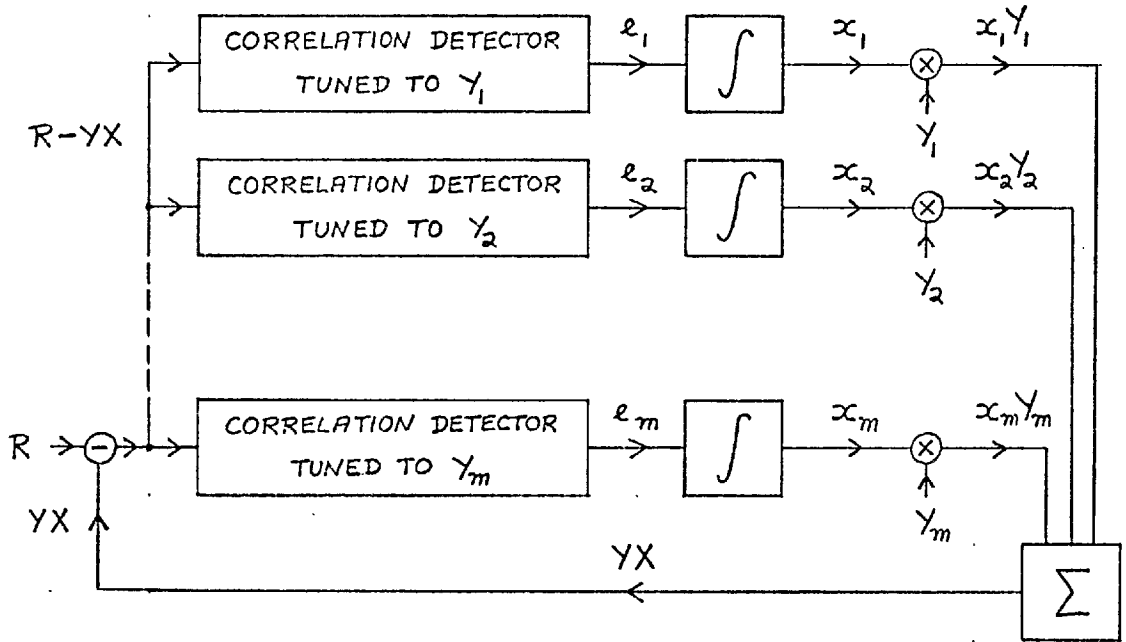 CORRELATION DETECTOR
TUNED TO Y₁
e₁
∫
x₁
⊗
x₁Y₁
Y₁
R-YX
CORRELATION DETECTOR
TUNED TO Y₂
e₂
∫
x₂
⊗
x₂Y₂
Y₂
CORRELATION DETECTOR
TUNED TO Yₘ
eₘ
∫
xₘ
⊗
xₘYₘ
Yₘ
R
−
YX
YX
Σ